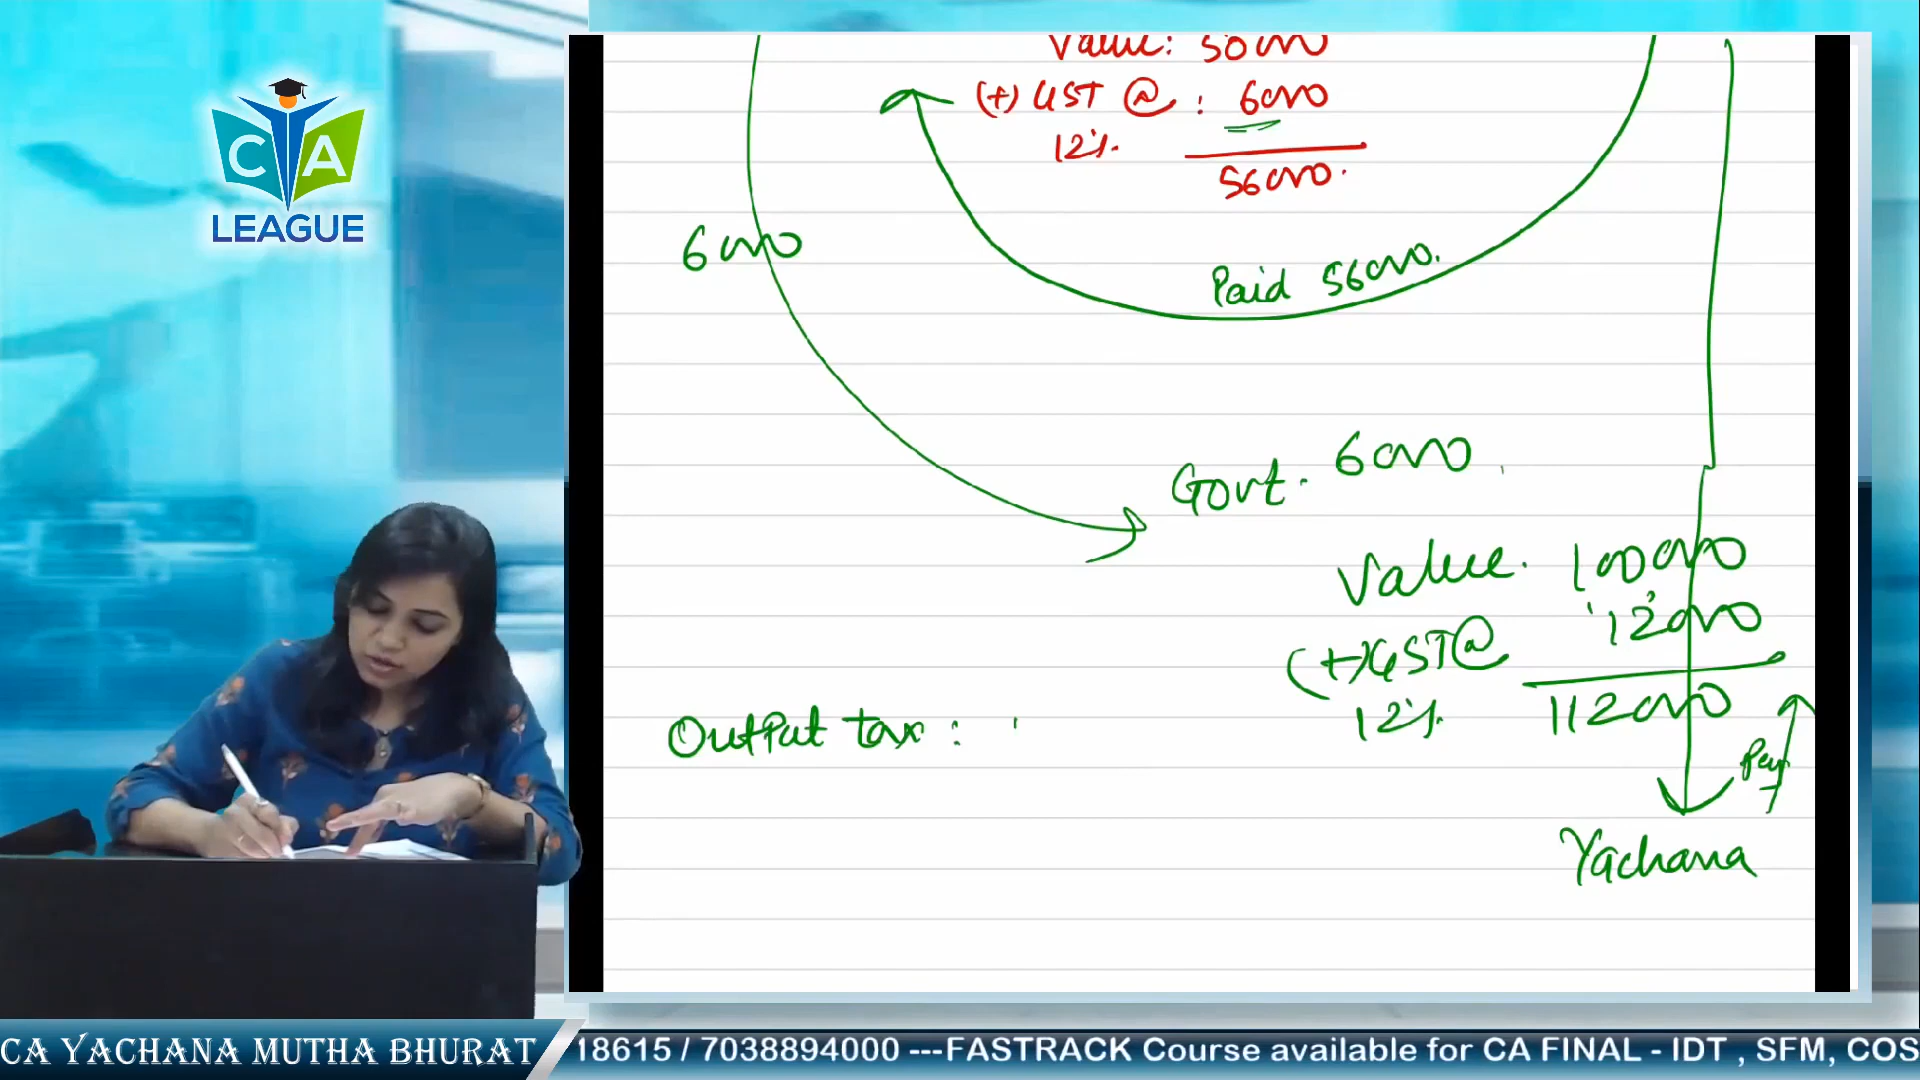 CA
LEAGUE
Value: 50000
(+) GST @ : 6000
12%
56000.
6000
Paid 56000.
Govt. 6000
Value. 100000
(+) GST@ 12000
12% 112000
Pay
Output tax :
Yachana
CA YACHANA MUTHA BHURAT
18615 / 7038894000 ---FASTRACK Course available for CA FINAL - IDT , SFM, COS